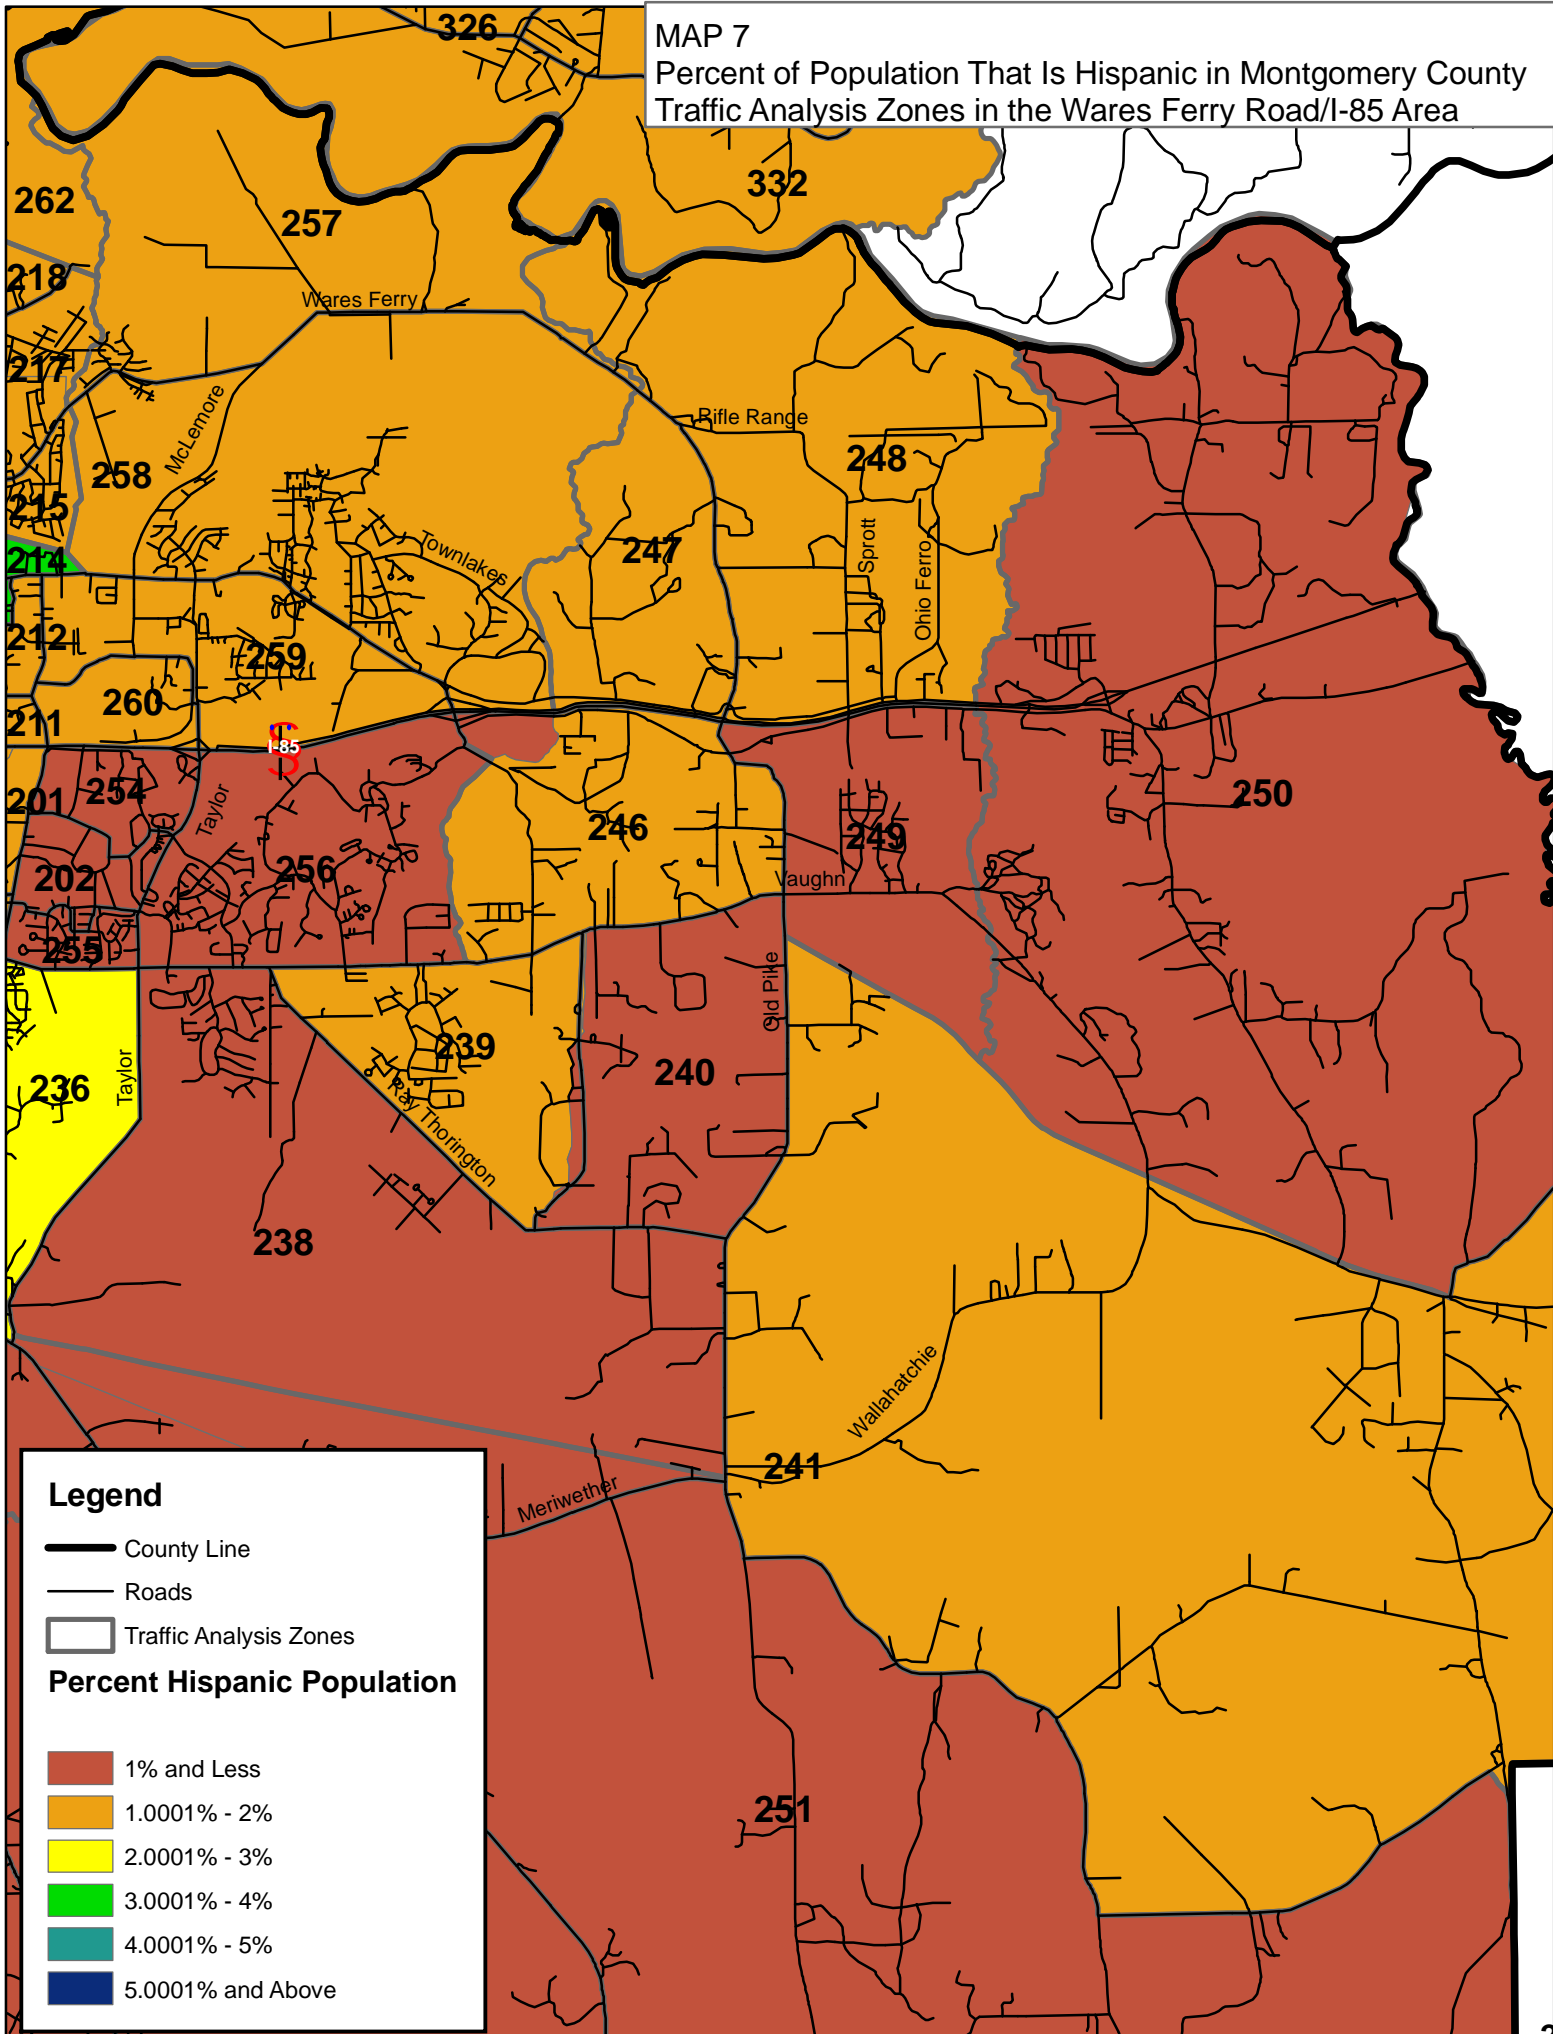 MAP 7
Percent of Population That Is Hispanic in Montgomery County
Traffic Analysis Zones in the Wares Ferry Road/I-85 Area
326
332
262
257
218
Wares Ferry
217
McLemore
Rifle Range
258
248
215
214
Townlakes
247
Sprott
Ohio Ferro
212
259
260
211
I-85
254
201
Taylor
250
246
249
256
202
Vaughn
255
Old Pike
239
240
236
Taylor
Ray Thorington
238
Wallahatchie
241
Meriwether
251
Legend
County Line
Roads
Traffic Analysis Zones
Percent Hispanic Population
1% and Less
1.0001% - 2%
2.0001% - 3%
3.0001% - 4%
4.0001% - 5%
5.0001% and Above